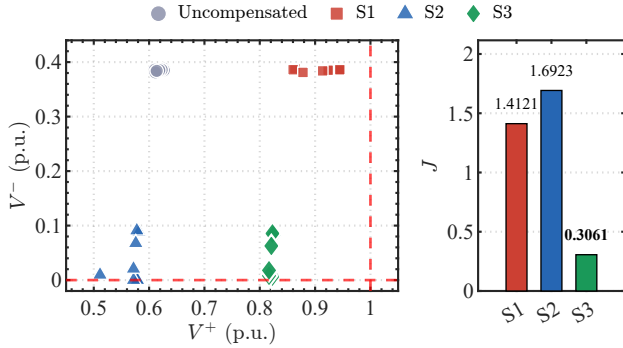 Uncompensated S1 S2 S3
0.4
0.3
0.2
0.1
0
V⁻ (p.u.)
0.5 0.6 0.7 0.8 0.9 1
V⁺ (p.u.)
2
1.5
1
0.5
0
J
1.4121
1.6923
0.3061
S1 S2 S3